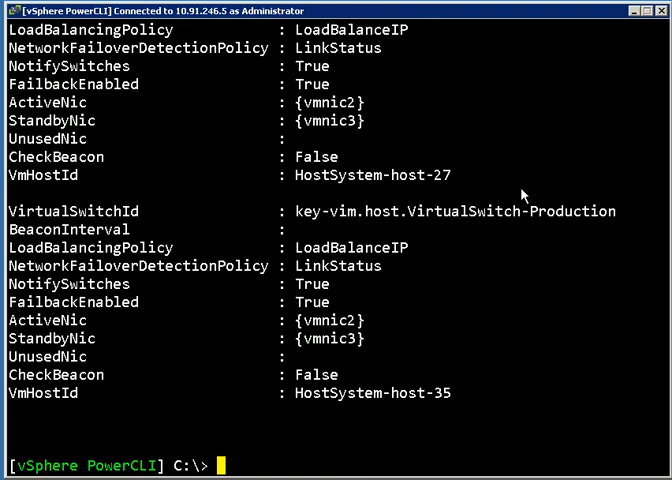 [vSphere PowerCLI] Connected to 10.91.246.5 as Administrator
LoadBalancingPolicy : LoadBalanceIP
NetworkFailoverDetectionPolicy : LinkStatus
NotifySwitches : True
FailbackEnabled : True
ActiveNic : {vmnic2}
StandbyNic : {vmnic3}
UnusedNic :
CheckBeacon : False
VmHostId : HostSystem-host-27
VirtualSwitchId : key-vim.host.VirtualSwitch-Production
BeaconInterval :
LoadBalancingPolicy : LoadBalanceIP
NetworkFailoverDetectionPolicy : LinkStatus
NotifySwitches : True
FailbackEnabled : True
ActiveNic : {vmnic2}
StandbyNic : {vmnic3}
UnusedNic :
CheckBeacon : False
VmHostId : HostSystem-host-35
[vSphere PowerCLI] C:\>